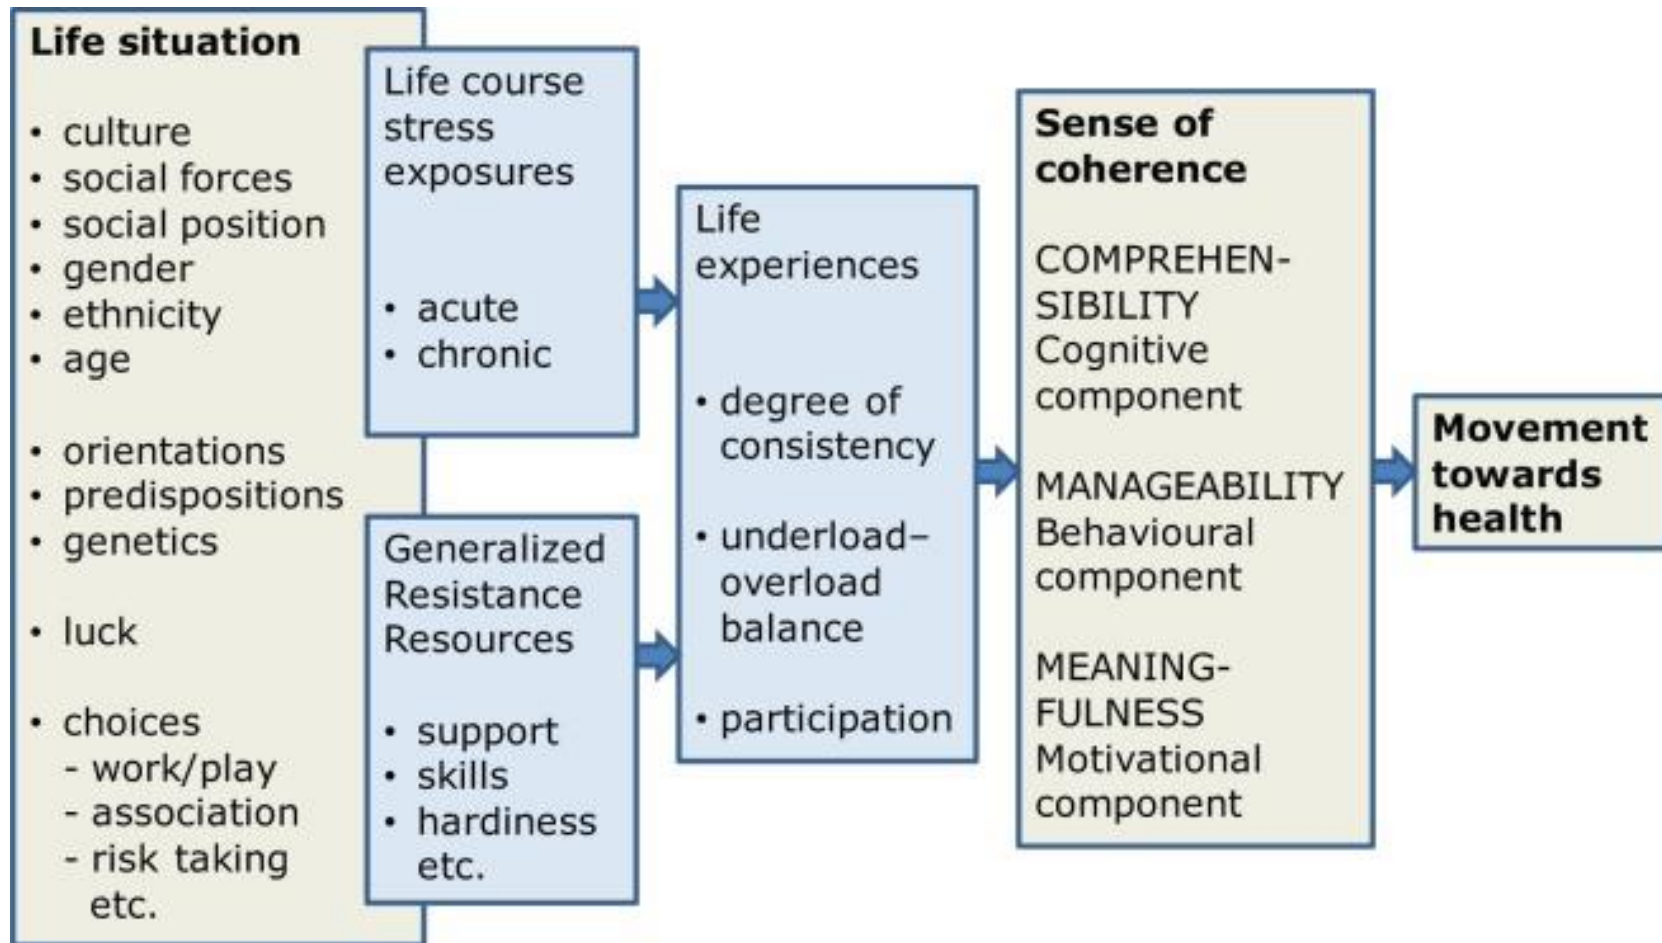 Life situation
• culture
• social forces
• social position
• gender
• ethnicity
• age
• orientations
• predispositions
• genetics
• luck
• choices
- work/play
- association
- risk taking
etc.
Life course
stress
exposures
• acute
• chronic
Generalized
Resistance
Resources
• support
• skills
• hardiness
etc.
Life
experiences
• degree of
consistency
• underload–
overload
balance
• participation
Sense of
coherence
COMPREHEN-
SIBILITY
Cognitive
component
MANAGEABILITY
Behavioural
component
MEANING-
FULNESS
Motivational
component
Movement
towards
health